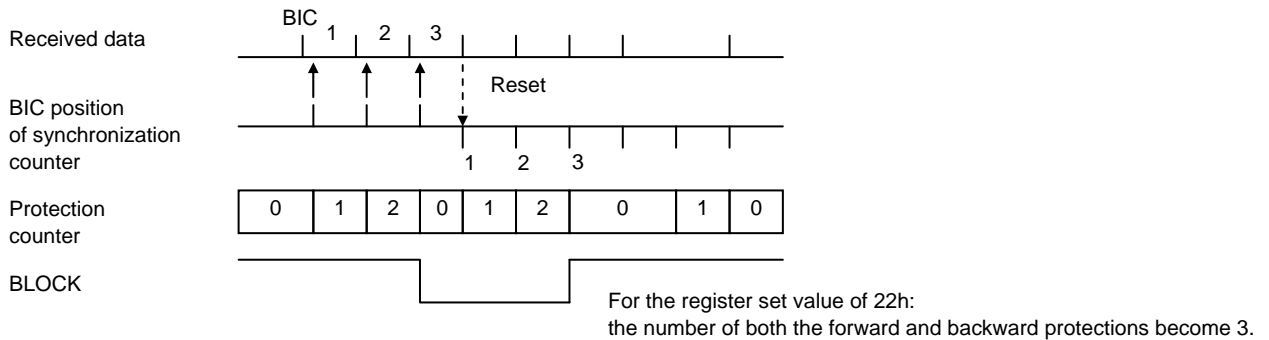 BIC
Received data
1 2 3
Reset
BIC position
of synchronization
counter
1 2 3
Protection
counter
0 1 2 0 1 2 0 1 0
BLOCK
For the register set value of 22h:
the number of both the forward and backward protections become 3.